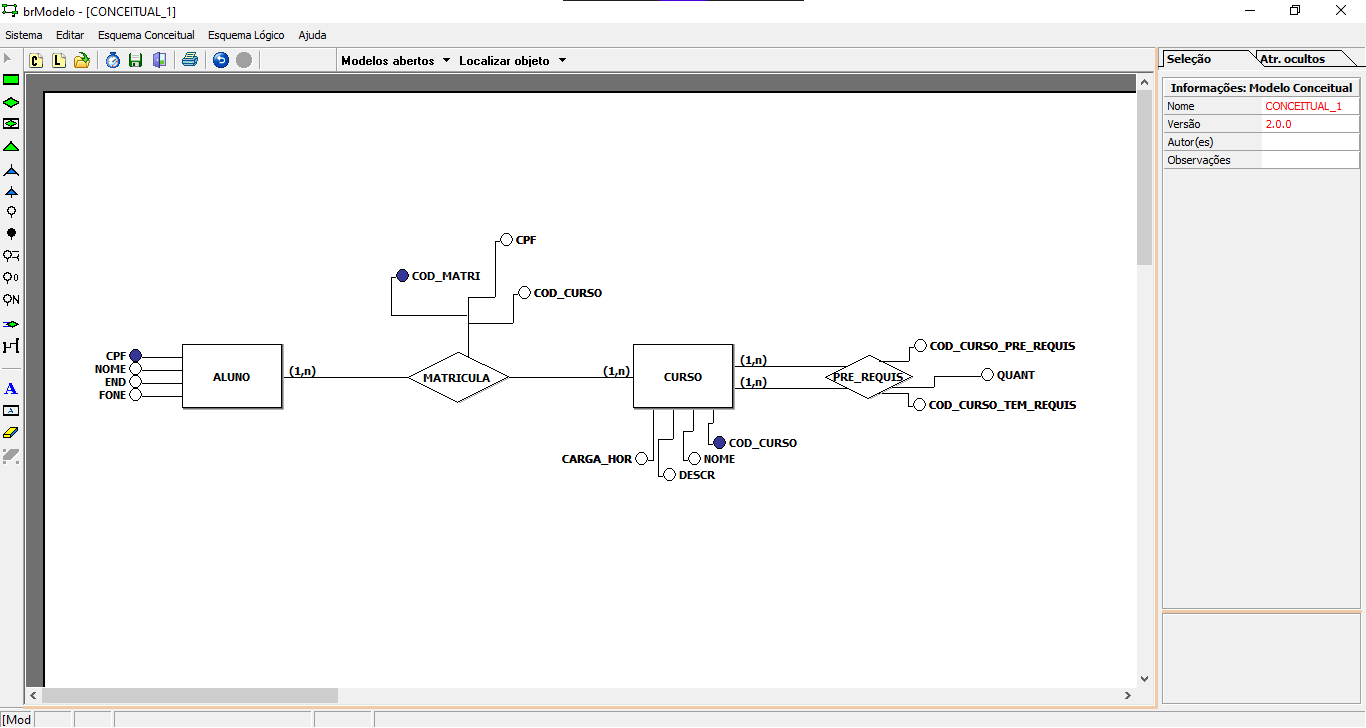 brModelo - [CONCEITUAL_1]
Sistema Editar Esquema Conceitual Esquema Lógico Ajuda
C L Modelos abertos Localizar objeto
Seleção Atr. ocultos
Informações: Modelo Conceitual
Nome CONCEITUAL_1
Versão 2.0.0
Autor(es)
Observações
0
N
A
A
CPF
COD_MATRI
COD_CURSO
CPF
NOME
END
FONE
ALUNO
(1,n)
MATRICULA
(1,n)
CURSO
(1,n)
(1,n)
PRE_REQUIS
COD_CURSO_PRE_REQUIS
QUANT
COD_CURSO_TEM_REQUIS
COD_CURSO
CARGA_HOR
NOME
DESCR
[Mod